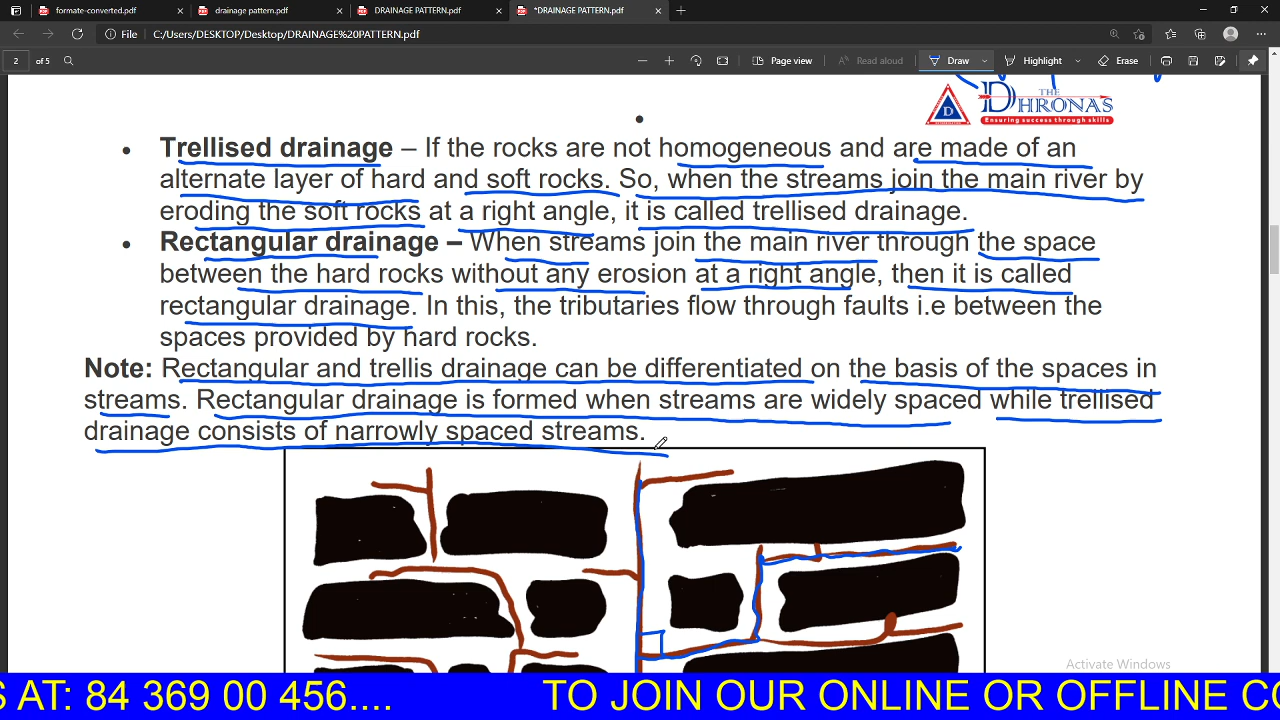 formate-converted.pdf
drainage pattern.pdf
DRAINAGE PATTERN.pdf
*DRAINAGE PATTERN.pdf
File C:/Users/DESKTOP/Desktop/DRAINAGE%20PATTERN.pdf
2 of 5
Page view
Read aloud
Draw
Highlight
Erase
THE
DHRONAS
Ensuring success through skills
D
• Trellised drainage – If the rocks are not homogeneous and are made of an
alternate layer of hard and soft rocks. So, when the streams join the main river by
eroding the soft rocks at a right angle, it is called trellised drainage.
• Rectangular drainage – When streams join the main river through the space
between the hard rocks without any erosion at a right angle, then it is called
rectangular drainage. In this, the tributaries flow through faults i.e between the
spaces provided by hard rocks.
Note: Rectangular and trellis drainage can be differentiated on the basis of the spaces in
streams. Rectangular drainage is formed when streams are widely spaced while trellised
drainage consists of narrowly spaced streams.
Activate Windows
S AT: 84 369 00 456.... TO JOIN OUR ONLINE OR OFFLINE CO